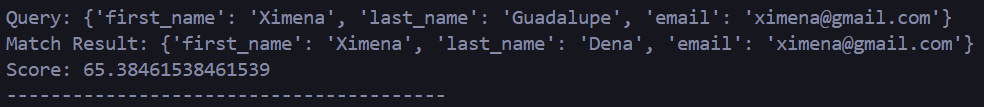 Query: {'first_name': 'Ximena', 'last_name': 'Guadalupe', 'email': 'ximena@gmail.com'}
Match Result: {'first_name': 'Ximena', 'last_name': 'Dena', 'email': 'ximena@gmail.com'}
Score: 65.38461538461539
----------------------------------------